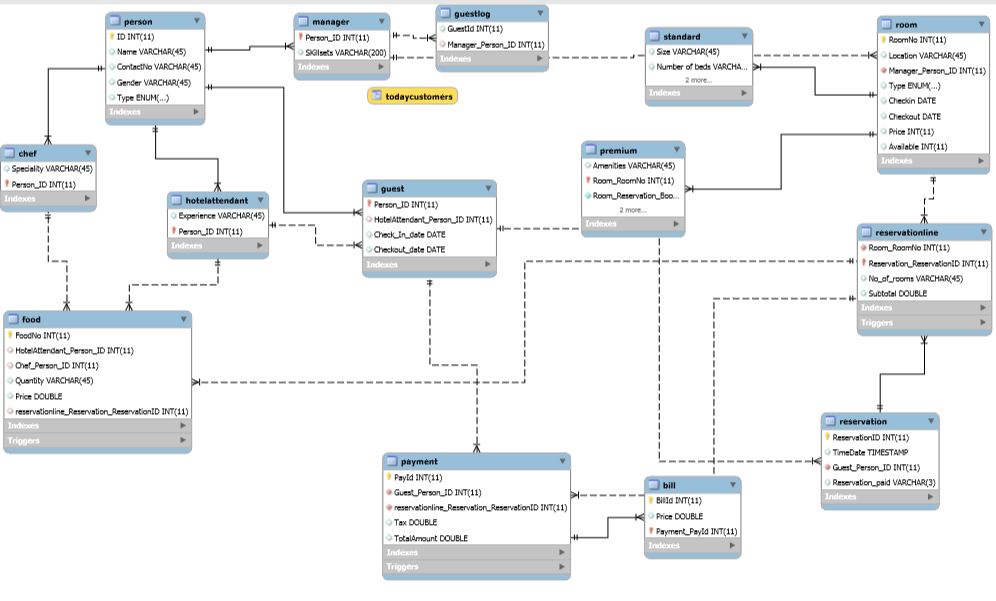 person
ID INT(11)
Name VARCHAR(45)
ContactNo VARCHAR(45)
Gender VARCHAR(45)
Type ENUM(...)
Indexes
manager
Person_ID INT(11)
Skillsets VARCHAR(200)
Indexes
guestlog
GuestId INT(11)
Manager_Person_ID INT(11)
Indexes
todaycustomers
standard
Size VARCHAR(45)
Number of beds VARCHA...
2 more...
Indexes
room
RoomNo INT(11)
Location VARCHAR(45)
Manager_Person_ID INT(11)
Type ENUM(...)
Checkin DATE
Checkout DATE
Price INT(11)
Available INT(11)
Indexes
chef
Speciality VARCHAR(45)
Person_ID INT(11)
Indexes
hotelattendant
Experience VARCHAR(45)
Person_ID INT(11)
Indexes
guest
Person_ID INT(11)
HotelAttendant_Person_ID INT(11)
Check_In_date DATE
Checkout_date DATE
Indexes
premium
Amenities VARCHAR(45)
Room_RoomNo INT(11)
Room_Reservation_Boo...
2 more...
Indexes
reservationline
Room_RoomNo INT(11)
Reservation_ReservationID INT(11)
No_of_rooms VARCHAR(45)
Subtotal DOUBLE
Indexes
Triggers
food
FoodNo INT(11)
HotelAttendant_Person_ID INT(11)
Chef_Person_ID INT(11)
Quantity VARCHAR(45)
Price DOUBLE
reservationline_Reservation_ReservationID INT(11)
Indexes
Triggers
payment
PayId INT(11)
Guest_Person_ID INT(11)
reservationline_Reservation_ReservationID INT(11)
Tax DOUBLE
TotalAmount DOUBLE
Indexes
Triggers
bill
BillId INT(11)
Price DOUBLE
Payment_PayId INT(11)
Indexes
reservation
ReservationID INT(11)
TimeDate TIMESTAMP
Guest_Person_ID INT(11)
Reservation_paid VARCHAR(3)
Indexes